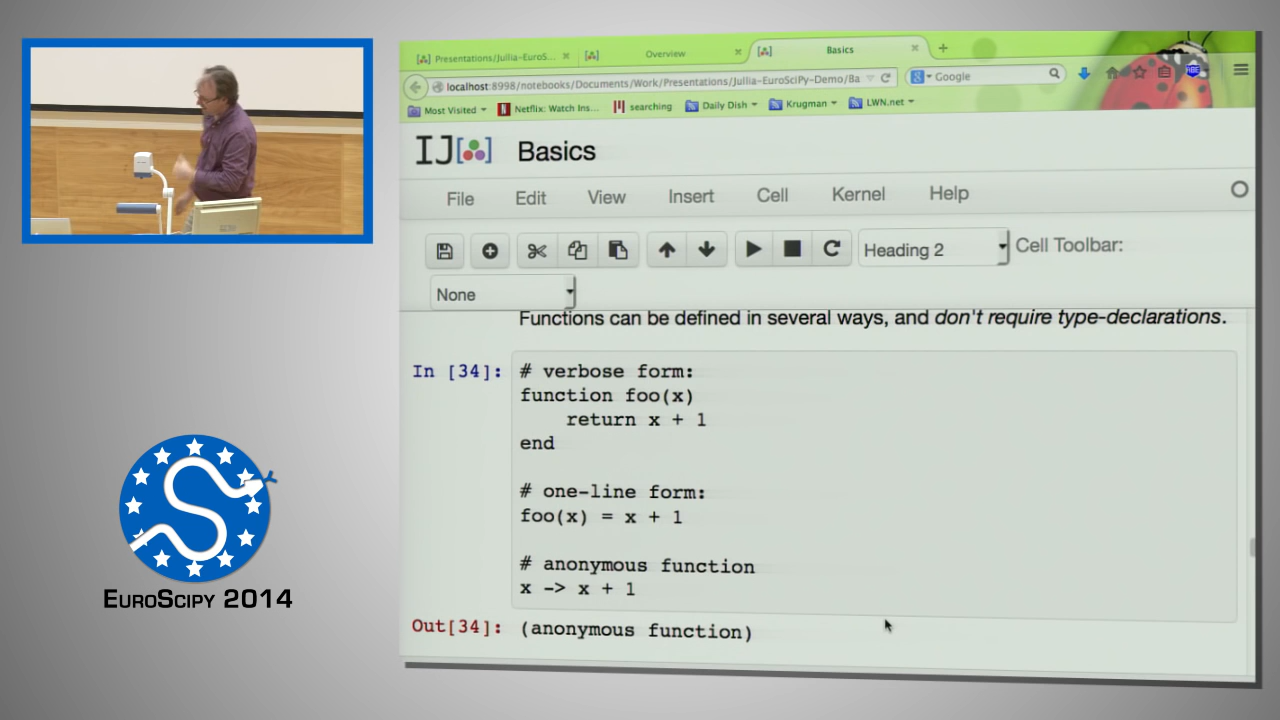 Presentations/Jullia-EuroS...
Overview
Basics
localhost:8998/notebooks/Documents/Work/Presentations/Jullia-EuroSciPy-Demo/Ba
Google
ABP
Most Visited
Netflix: Watch Ins...
searching
Daily Dish
Krugman
LWN.net
IJ[ ] Basics
File Edit View Insert Cell Kernel Help
Heading 2
Cell Toolbar:
None
Functions can be defined in several ways, and don't require type-declarations.
In [34]:
# verbose form:
function foo(x)
    return x + 1
end
# one-line form:
foo(x) = x + 1
# anonymous function
x -> x + 1
Out[34]: (anonymous function)
EuroScipy 2014